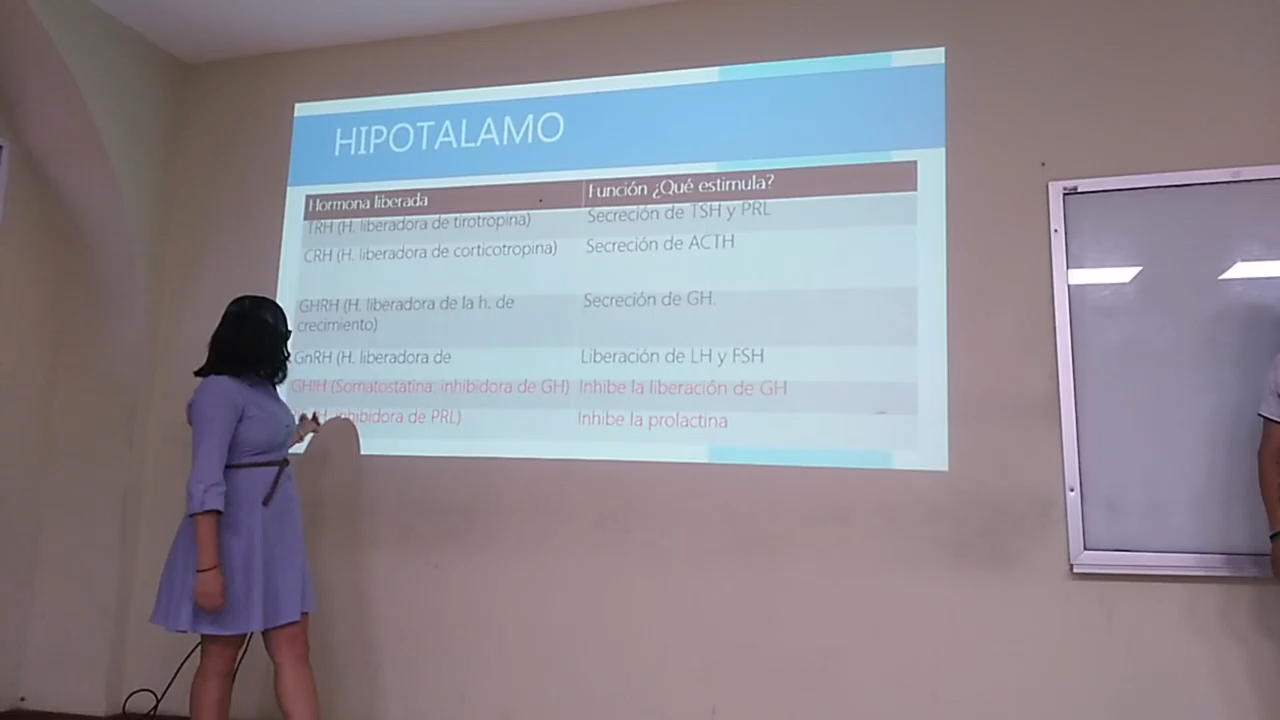 HIPOTALAMO
Hormona liberada
Función ¿Qué estimula?
TRH (H. liberadora de tirotropina)
Secreción de TSH y PRL
CRH (H. liberadora de corticotropina)
Secreción de ACTH
GHRH (H. liberadora de la h. de
crecimiento)
Secreción de GH.
GnRH (H. liberadora de
Liberación de LH y FSH
GHIH (Somatostatina: inhibidora de GH)
Inhibe la liberación de GH
inhibidora de PRL)
Inhibe la prolactina